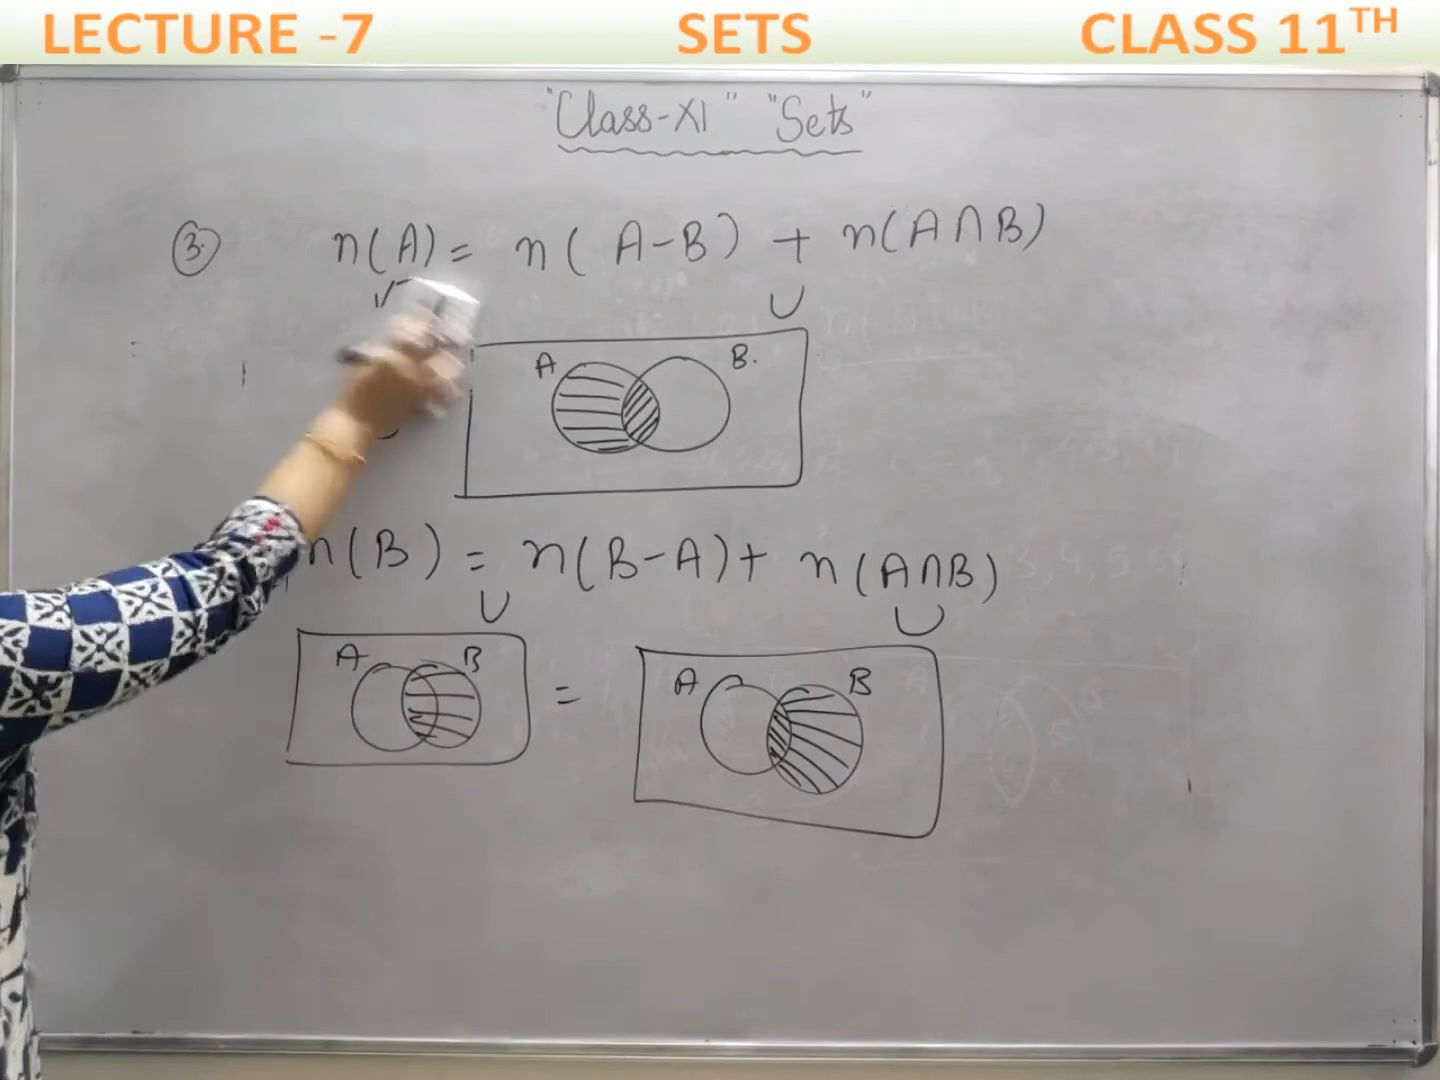 LECTURE -7 SETS CLASS 11TH
"Class-XI" "Sets"
3. n(A) = n(A-B) + n(A∩B)
U
A B.
n(B) = n(B-A)+ n(A∩B)
U U
A B = A B